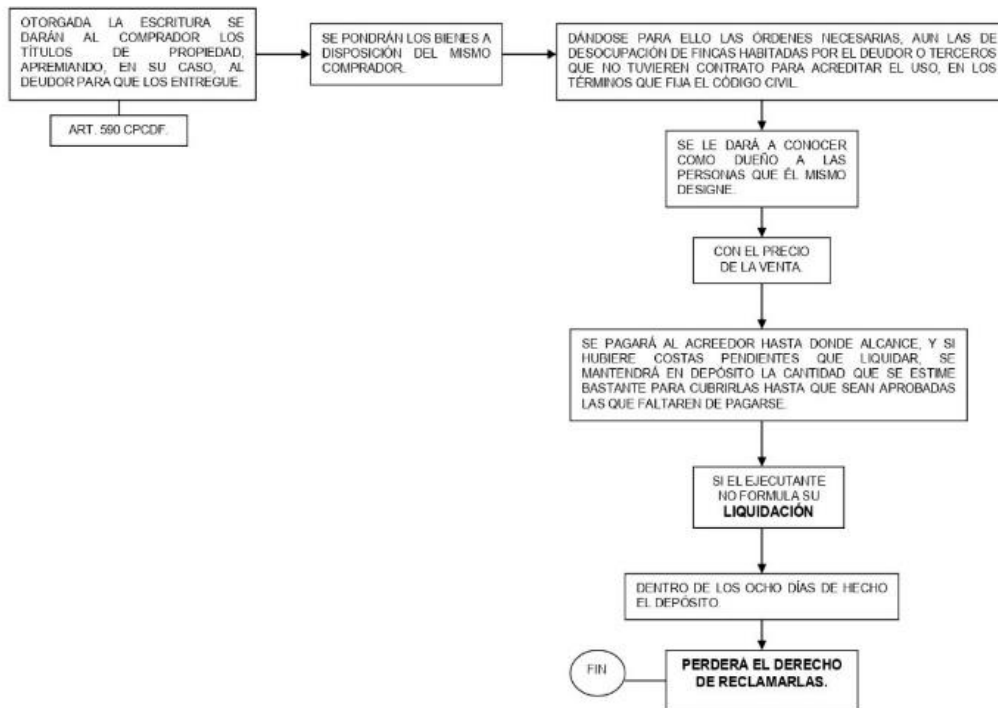 OTORGADA LA ESCRITURA SE
DARÁN AL COMPRADOR LOS
TÍTULOS DE PROPIEDAD,
APREMIANDO, EN SU CASO, AL
DEUDOR PARA QUE LOS ENTREGUE.
ART. 590 CPCDF.
SE PONDRÁN LOS BIENES A
DISPOSICIÓN DEL MISMO
COMPRADOR.
DÁNDOSE PARA ELLO LAS ÓRDENES NECESARIAS, AUN LAS DE
DESOCUPACIÓN DE FINCAS HABITADAS POR EL DEUDOR O TERCEROS
QUE NO TUVIEREN CONTRATO PARA ACREDITAR EL USO, EN LOS
TÉRMINOS QUE FIJA EL CÓDIGO CIVIL.
SE LE DARÁ A CONOCER
COMO DUEÑO A LAS
PERSONAS QUE ÉL MISMO
DESIGNE.
CON EL PRECIO
DE LA VENTA.
SE PAGARÁ AL ACREEDOR HASTA DONDE ALCANCE, Y SI
HUBIERE COSTAS PENDIENTES QUE LIQUIDAR, SE
MANTENDRÁ EN DEPÓSITO LA CANTIDAD QUE SE ESTIME
BASTANTE PARA CUBRIRLAS HASTA QUE SEAN APROBADAS
LAS QUE FALTAREN DE PAGARSE.
SI EL EJECUTANTE
NO FORMULA SU
LIQUIDACIÓN
DENTRO DE LOS OCHO DÍAS DE HECHO
EL DEPÓSITO.
FIN
PERDERÁ EL DERECHO
DE RECLAMARLAS.